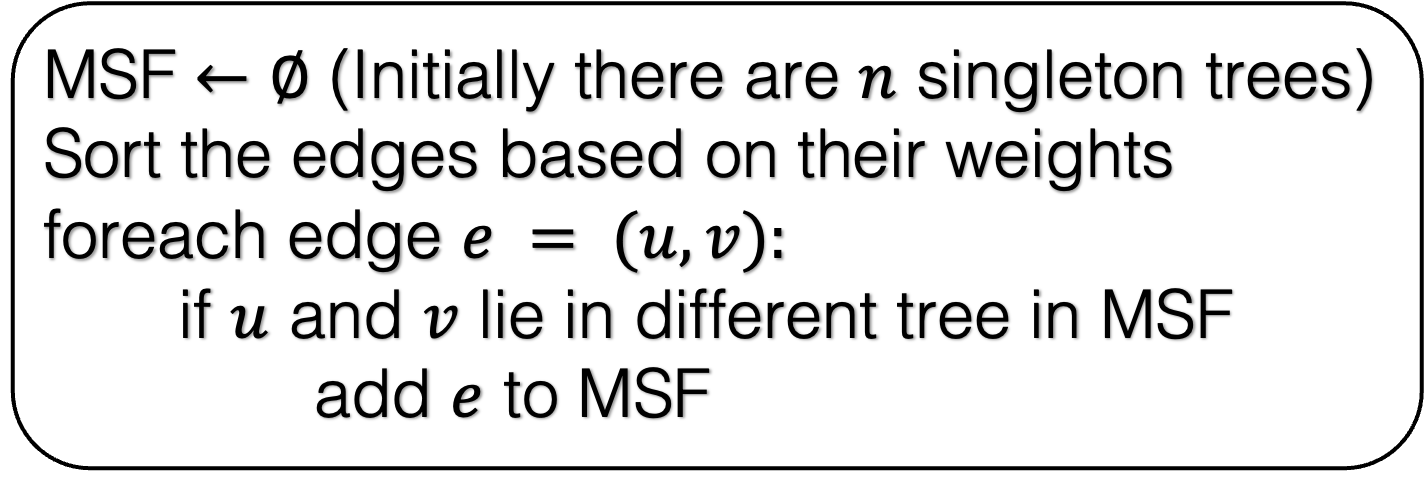 MSF ← ∅ (Initially there are n singleton trees)
Sort the edges based on their weights
foreach edge e = (u, v):
if u and v lie in different tree in MSF
add e to MSF